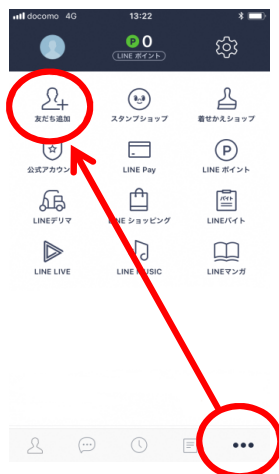 docomo 4G 13:22
P 0
LINE ポイント
友だち追加 スタンプショップ 着せかえショップ
公式アカウン LINE Pay P LINE ポイント
LINEデリマ LINE ショッピング バイト LINEバイト
LINE LIVE LINE MUSIC LINEマンガ